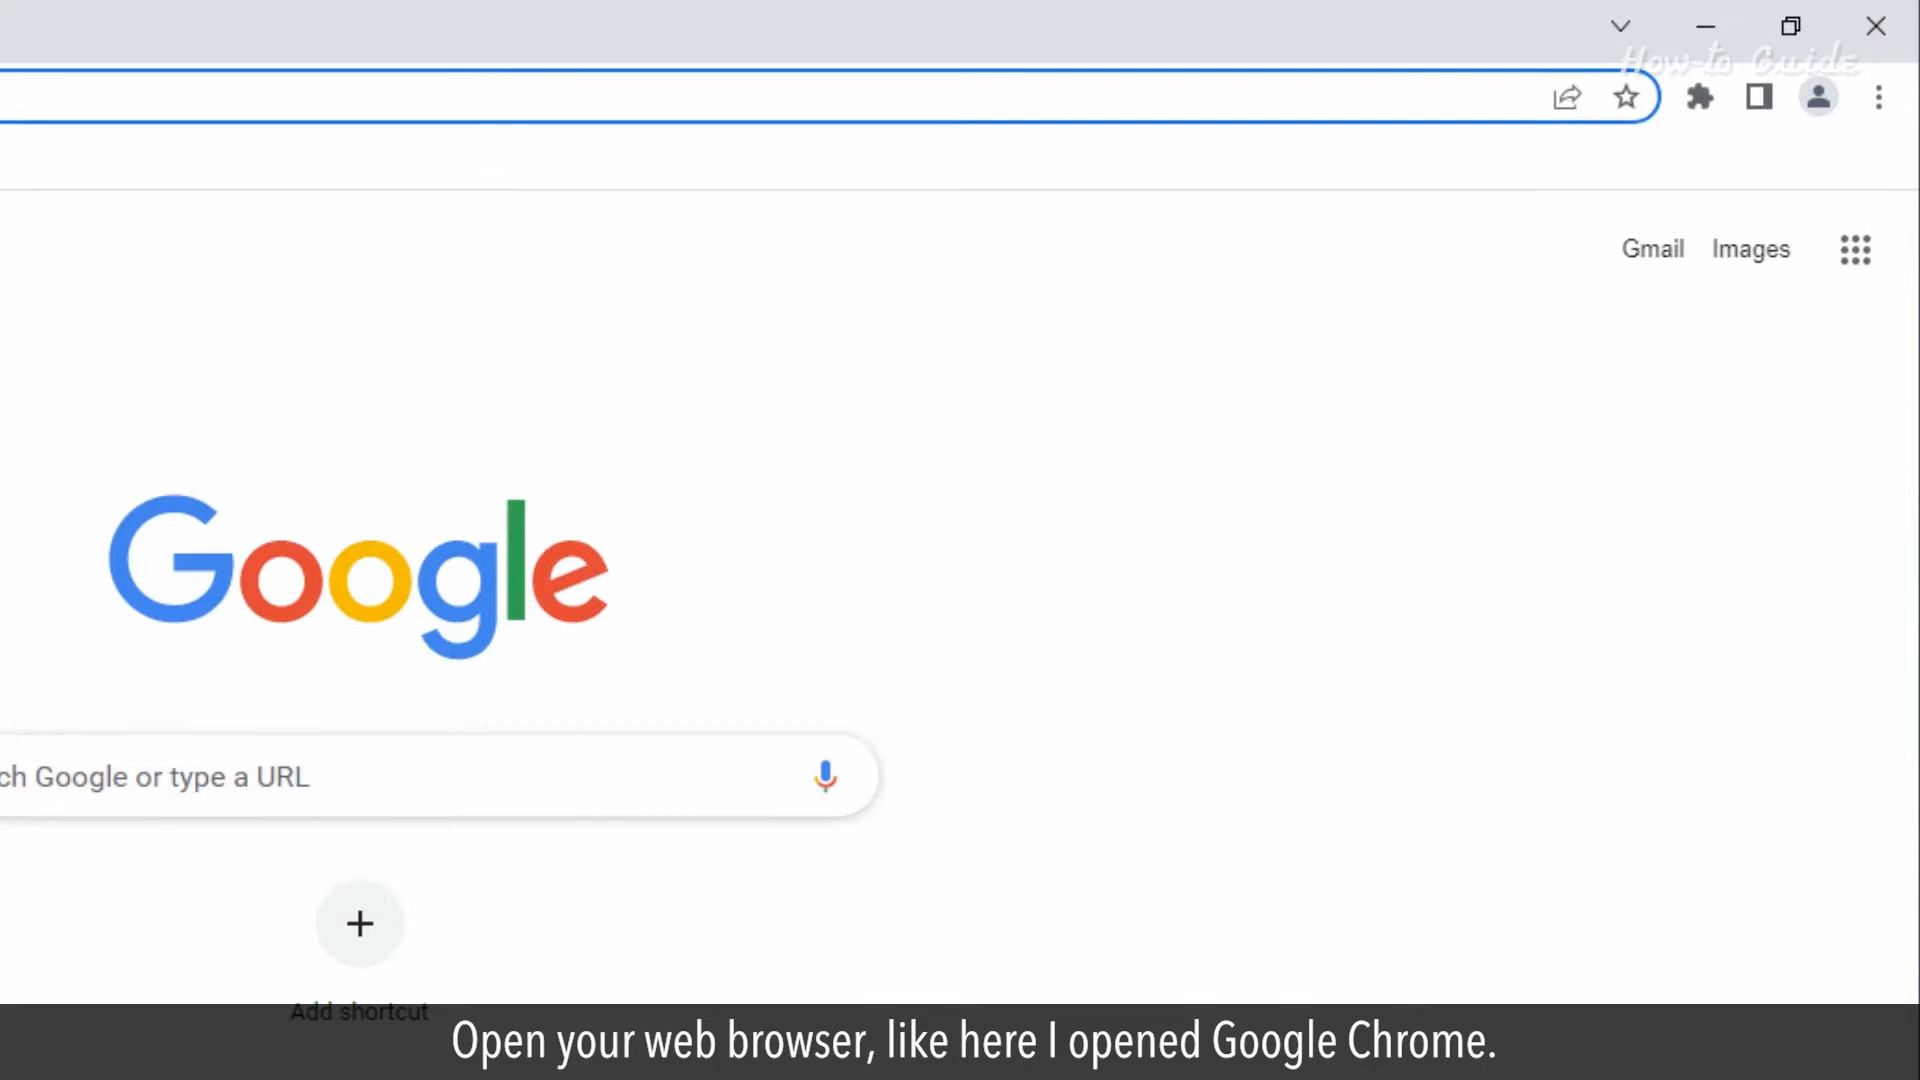 How-to Guide
Gmail Images
Google
ch Google or type a URL
Add shortcut
Open your web browser, like here I opened Google Chrome.